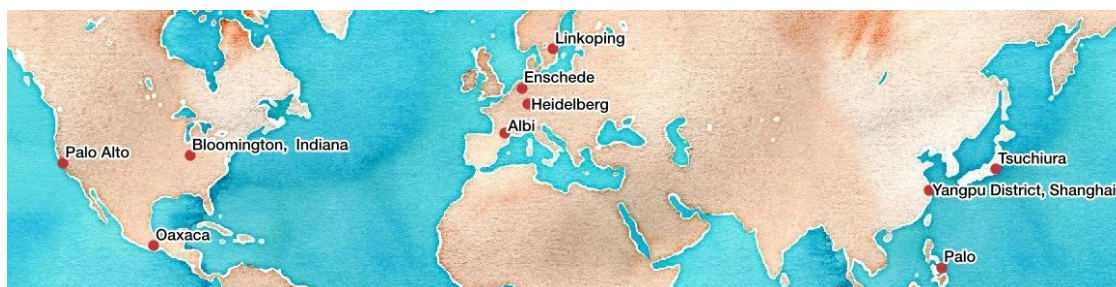 Linkoping
Enschede
Heidelberg
Albi
Bloomington, Indiana
Palo Alto
Tsuchiura
Yangpu District, Shanghai
Oaxaca
Palo